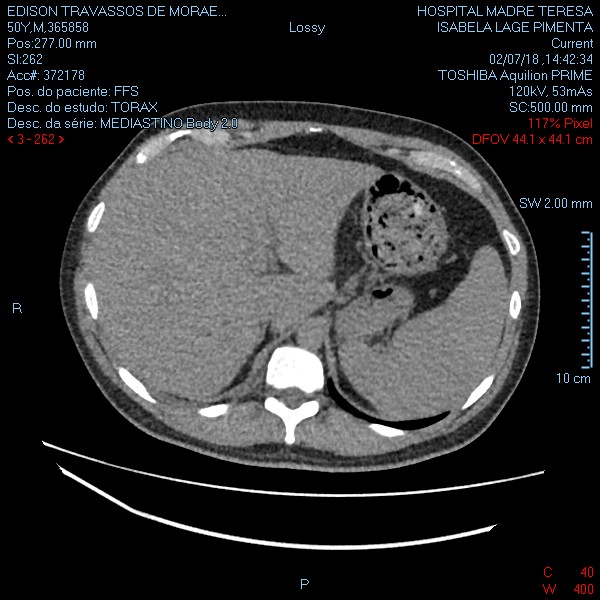 EDISON TRAVASSOS DE MORAE...
50Y,M,365858
Pos:277.00 mm
SI:262
Acc#: 372178
Pos. do paciente: FFS
Desc. do estudo: TORAX
Desc. da série: MEDIASTINO Body 2.0
< 3 - 262 >
Lossy
HOSPITAL MADRE TERESA
ISABELA LAGE PIMENTA
Current
02/07/18 ,14:42:34
TOSHIBA Aquilion PRIME
120kV, 53mAs
SC:500.00 mm
117% Pixel
DFOV 44.1 x 44.1 cm
SW 2.00 mm
R
10 cm
P
C 40
W 400